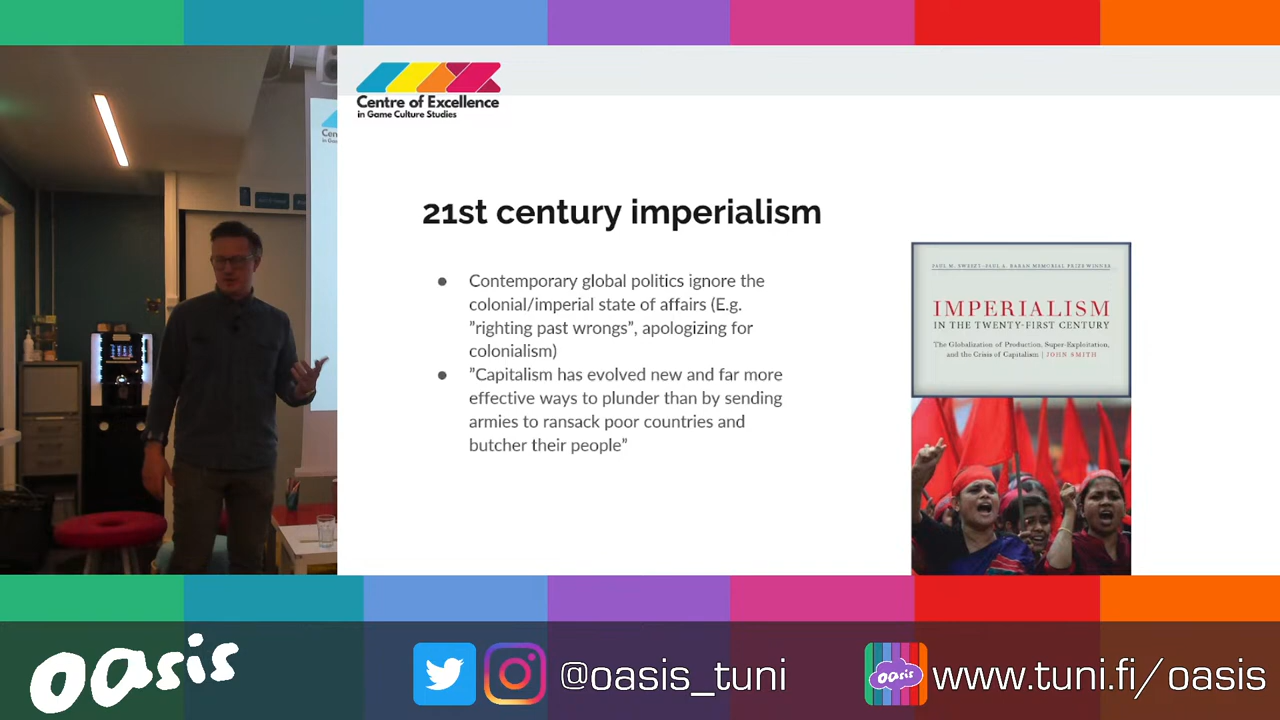 Centre of Excellence
in Game Culture Studies
21st century imperialism
● Contemporary global politics ignore the
colonial/imperial state of affairs (E.g.
”righting past wrongs”, apologizing for
colonialism)
● ”Capitalism has evolved new and far more
effective ways to plunder than by sending
armies to ransack poor countries and
butcher their people”
PAUL M. SWEEZY–PAUL A. BARAN MEMORIAL PRIZE WINNER
IMPERIALISM
IN THE TWENTY-FIRST CENTURY
The Globalization of Production, Super-Exploitation,
and the Crisis of Capitalism | JOHN SMITH
oasis
@oasis_tuni
oasis
www.tuni.fi/oasis